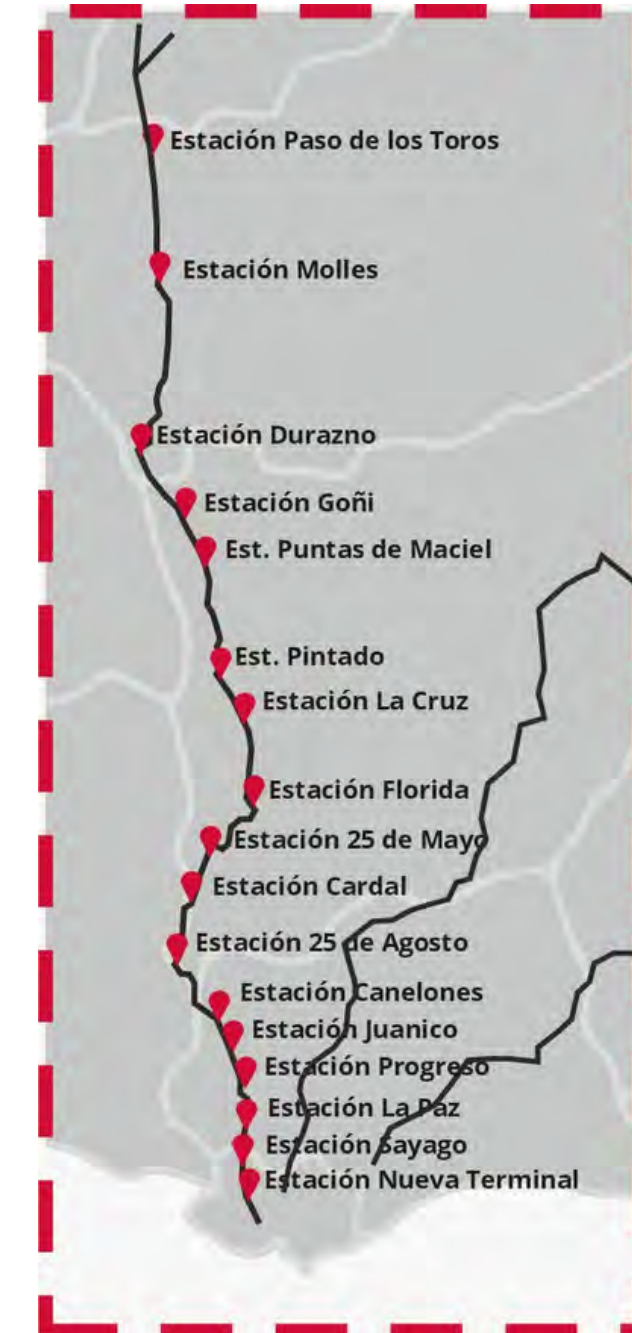 Estación Paso de los Toros
Estación Molles
Estación Durazno
Estación Goñi
Est. Puntas de Maciel
Est. Pintado
Estación La Cruz
Estación Florida
Estación 25 de Mayo
Estación Cardal
Estación 25 de Agosto
Estación Canelones
Estación Juanico
Estación Progreso
Estación La Paz
Estación Sayago
Estación Nueva Terminal